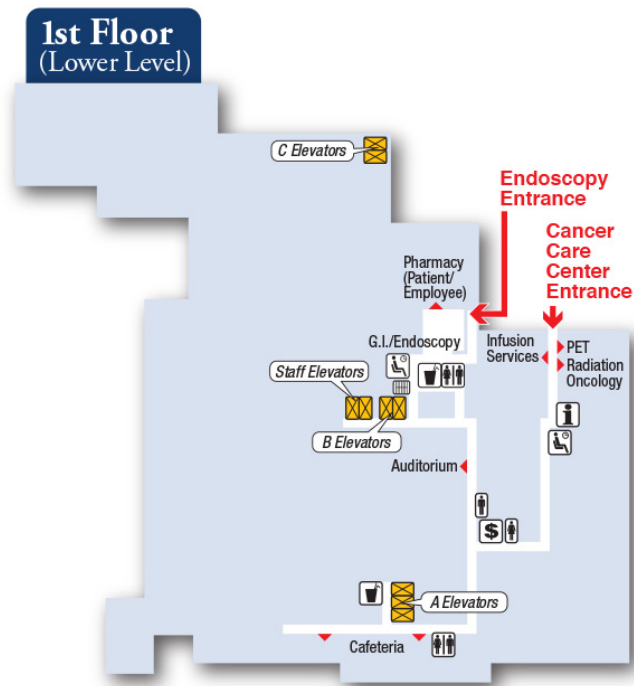 1st Floor
(Lower Level)
C Elevators
Endoscopy
Entrance
Cancer
Care
Center
Entrance
Pharmacy
(Patient/
Employee)
G.I./Endoscopy
Infusion
Services
PET
Radiation
Oncology
Staff Elevators
B Elevators
i
Auditorium
$
A Elevators
Cafeteria